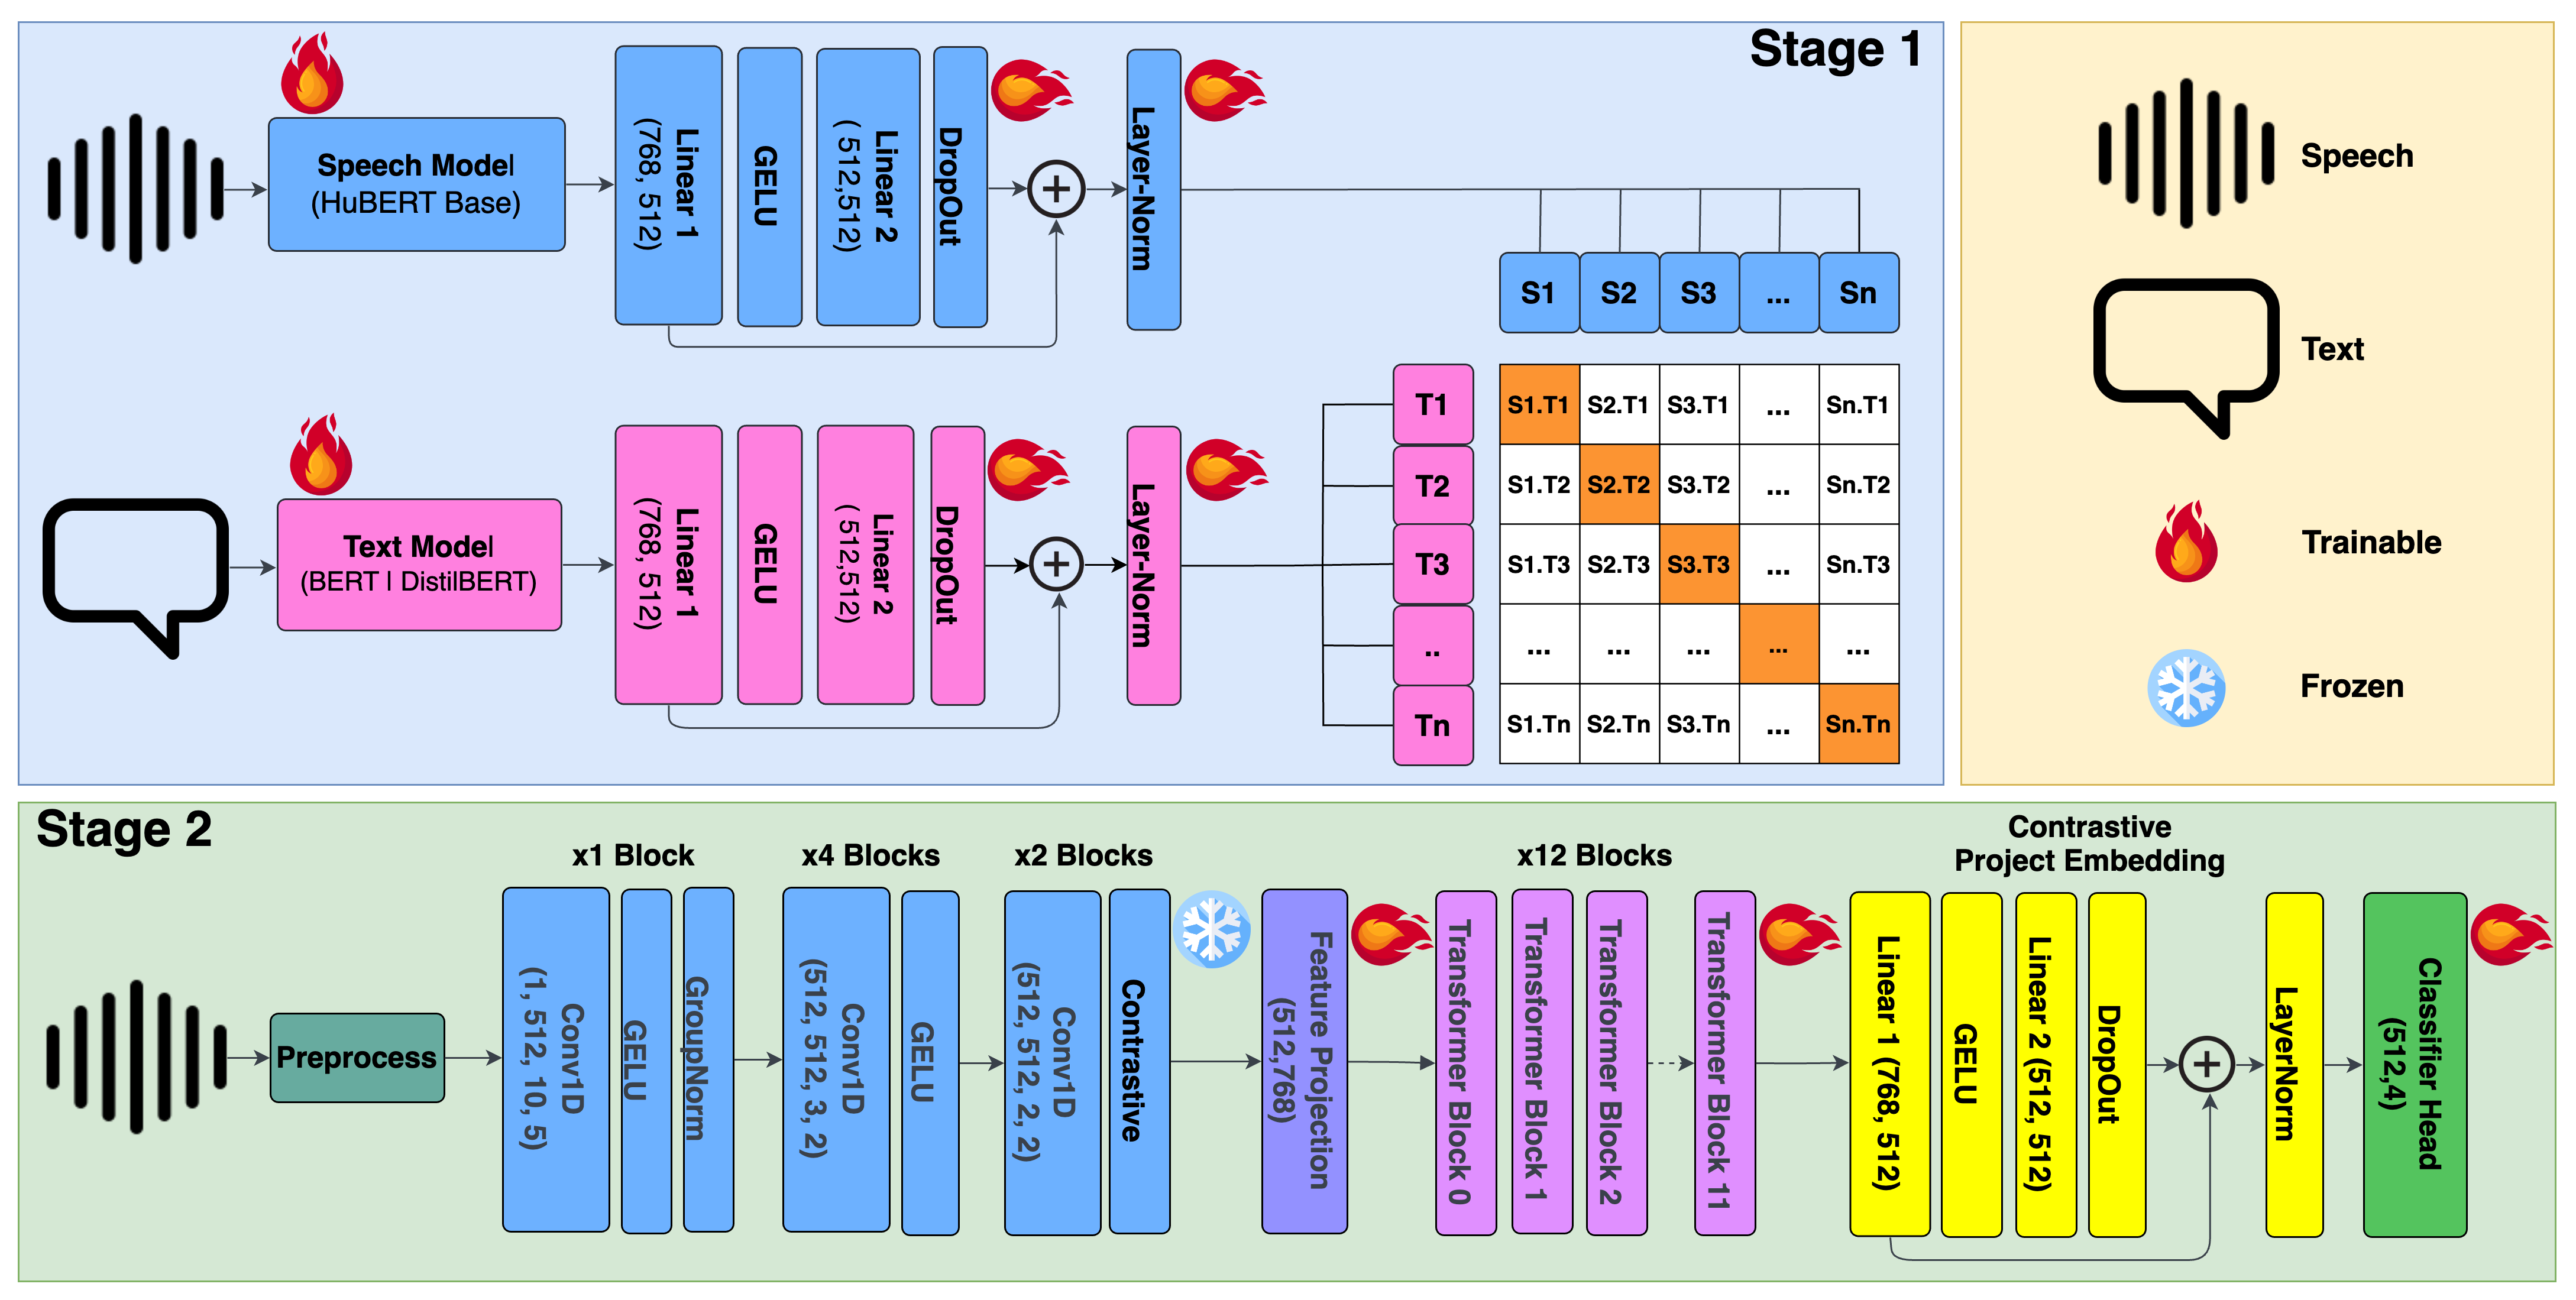 Stage 1
Speech Model
(HuBERT Base)
Linear 1
(768, 512)
GELU
Linear 2
( 512,512)
DropOut
Layer-Norm
S1
S2
S3
...
Sn
Text Model
(BERT | DistilBERT)
Linear 1
(768, 512)
GELU
Linear 2
( 512,512)
DropOut
Layer-Norm
T1
T2
T3
..
Tn
S1.T1 S2.T1 S3.T1 ... Sn.T1
S1.T2 S2.T2 S3.T2 ... Sn.T2
S1.T3 S2.T3 S3.T3 ... Sn.T3
... ... ... ... ...
S1.Tn S2.Tn S3.Tn ... Sn.Tn
Speech
Text
Trainable
Frozen
Stage 2
Preprocess
x1 Block
Conv1D
(1, 512, 10, 5)
GELU
GroupNorm
x4 Blocks
Conv1D
(512, 512, 3, 2)
GELU
x2 Blocks
Conv1D
(512, 512, 2, 2)
Contrastive
Feature Projection
(512,768)
x12 Blocks
Transformer Block 0
Transformer Block 1
Transformer Block 2
Transformer Block 11
Contrastive
Project Embedding
Linear 1 (768, 512)
GELU
Linear 2 (512, 512)
DropOut
LayerNorm
Classifier Head
(512,4)